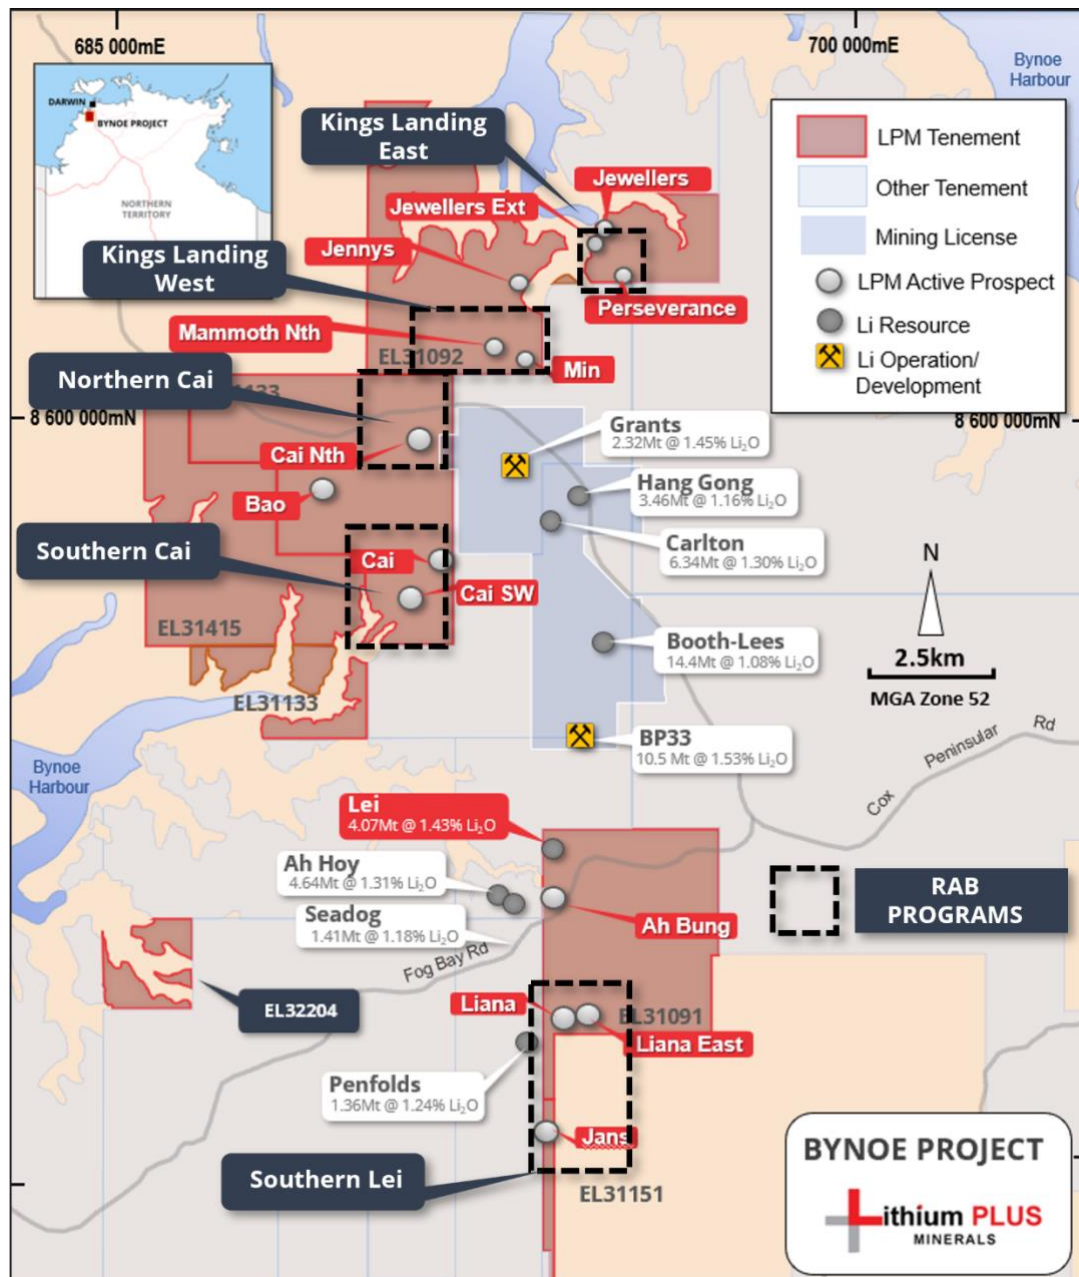 685 000mE
700 000mE
DARWIN
BYNOE PROJECT
NORTHERN
TERRITORY
Kings Landing
East
Bynoe
Harbour
LPM Tenement
Other Tenement
Mining License
LPM Active Prospect
Li Resource
Li Operation/
Development
Jewellers
Jewellers Ext
Jennys
Kings Landing
West
Perseverance
Mammoth Nth
EL31092
Min
Northern Cai
8 600 000mN
8 600 000mN
Grants
2.32Mt @ 1.45% Li₂O
Cai Nth
Hang Gong
3.46Mt @ 1.16% Li₂O
Bao
Carlton
6.34Mt @ 1.30% Li₂O
Southern Cai
Cai
Cai SW
N
EL31415
Booth-Lees
14.4Mt @ 1.08% Li₂O
2.5km
MGA Zone 52
EL31133
BP33
10.5 Mt @ 1.53% Li₂O
Cox Peninsular Rd
Bynoe
Harbour
Lei
4.07Mt @ 1.43% Li₂O
Ah Hoy
4.64Mt @ 1.31% Li₂O
Seadog
1.41Mt @ 1.18% Li₂O
Ah Bung
RAB
PROGRAMS
Fog Bay Rd
EL32204
Liana
EL31091
Liana East
Penfolds
1.36Mt @ 1.24% Li₂O
Jans
Southern Lei
EL31151
BYNOE PROJECT
Lithium PLUS
MINERALS